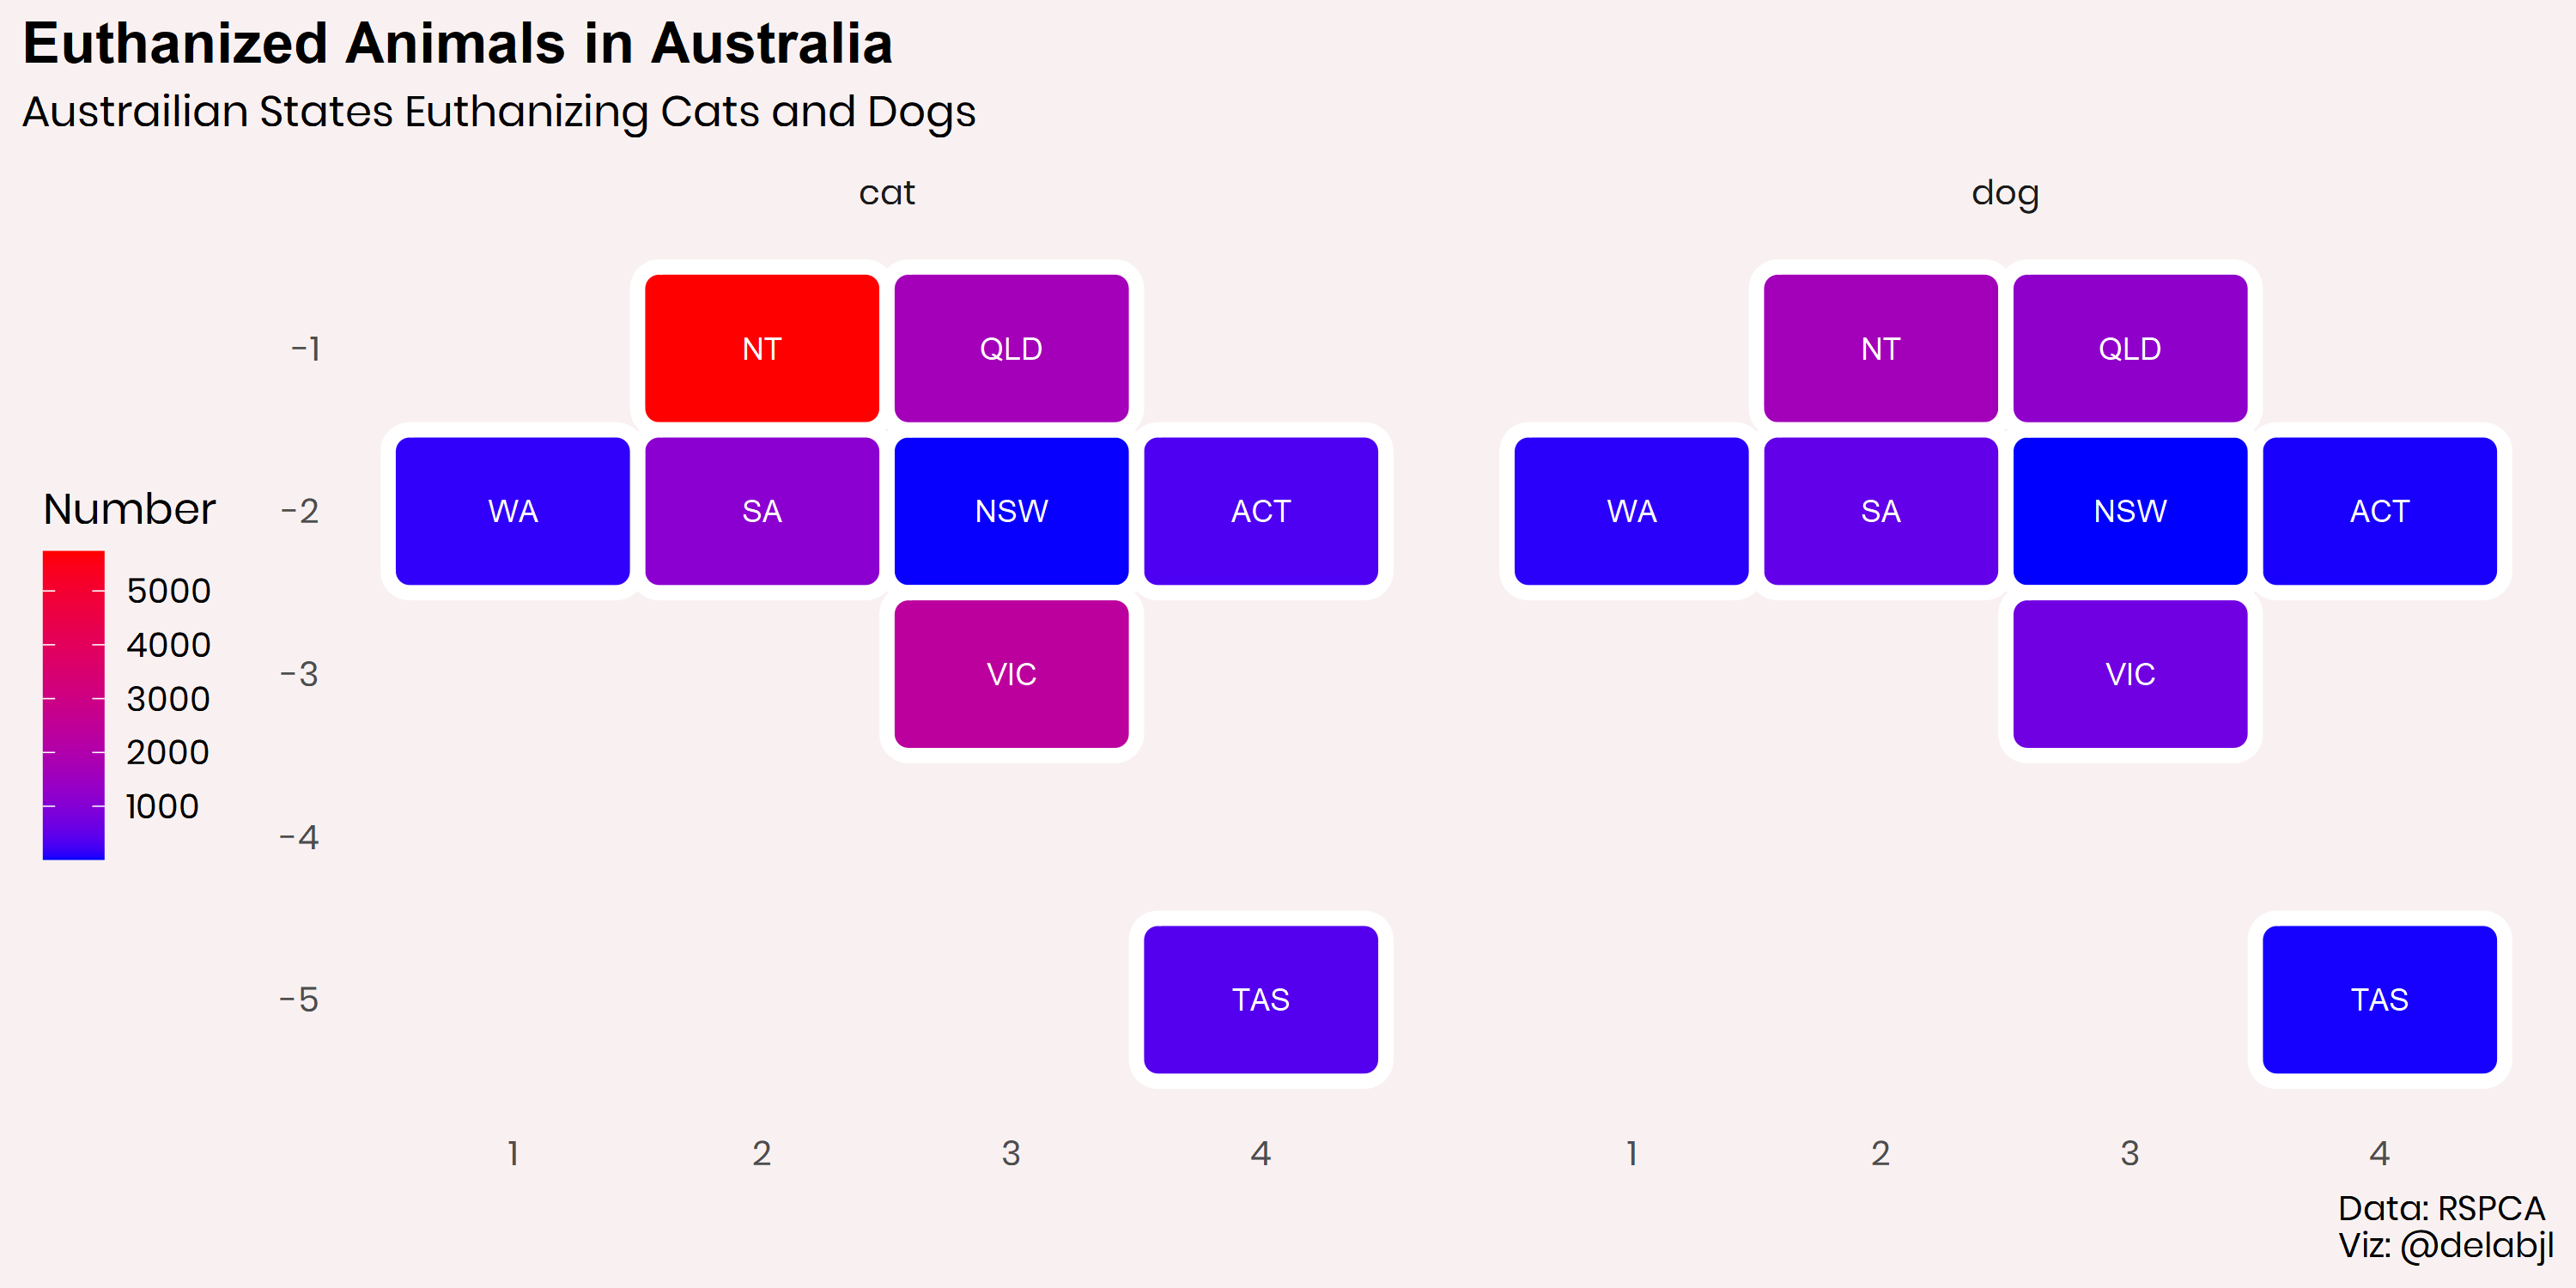 Euthanized Animals in Australia
Austrailian States Euthanizing Cats and Dogs
cat
dog
-1
NT
QLD
NT
QLD
Number
-2
WA
SA
NSW
ACT
WA
SA
NSW
ACT
5000
4000
3000
2000
1000
-3
VIC
VIC
-4
-5
TAS
TAS
1
2
3
4
1
2
3
4
Data: RSPCA
Viz: @delabjl